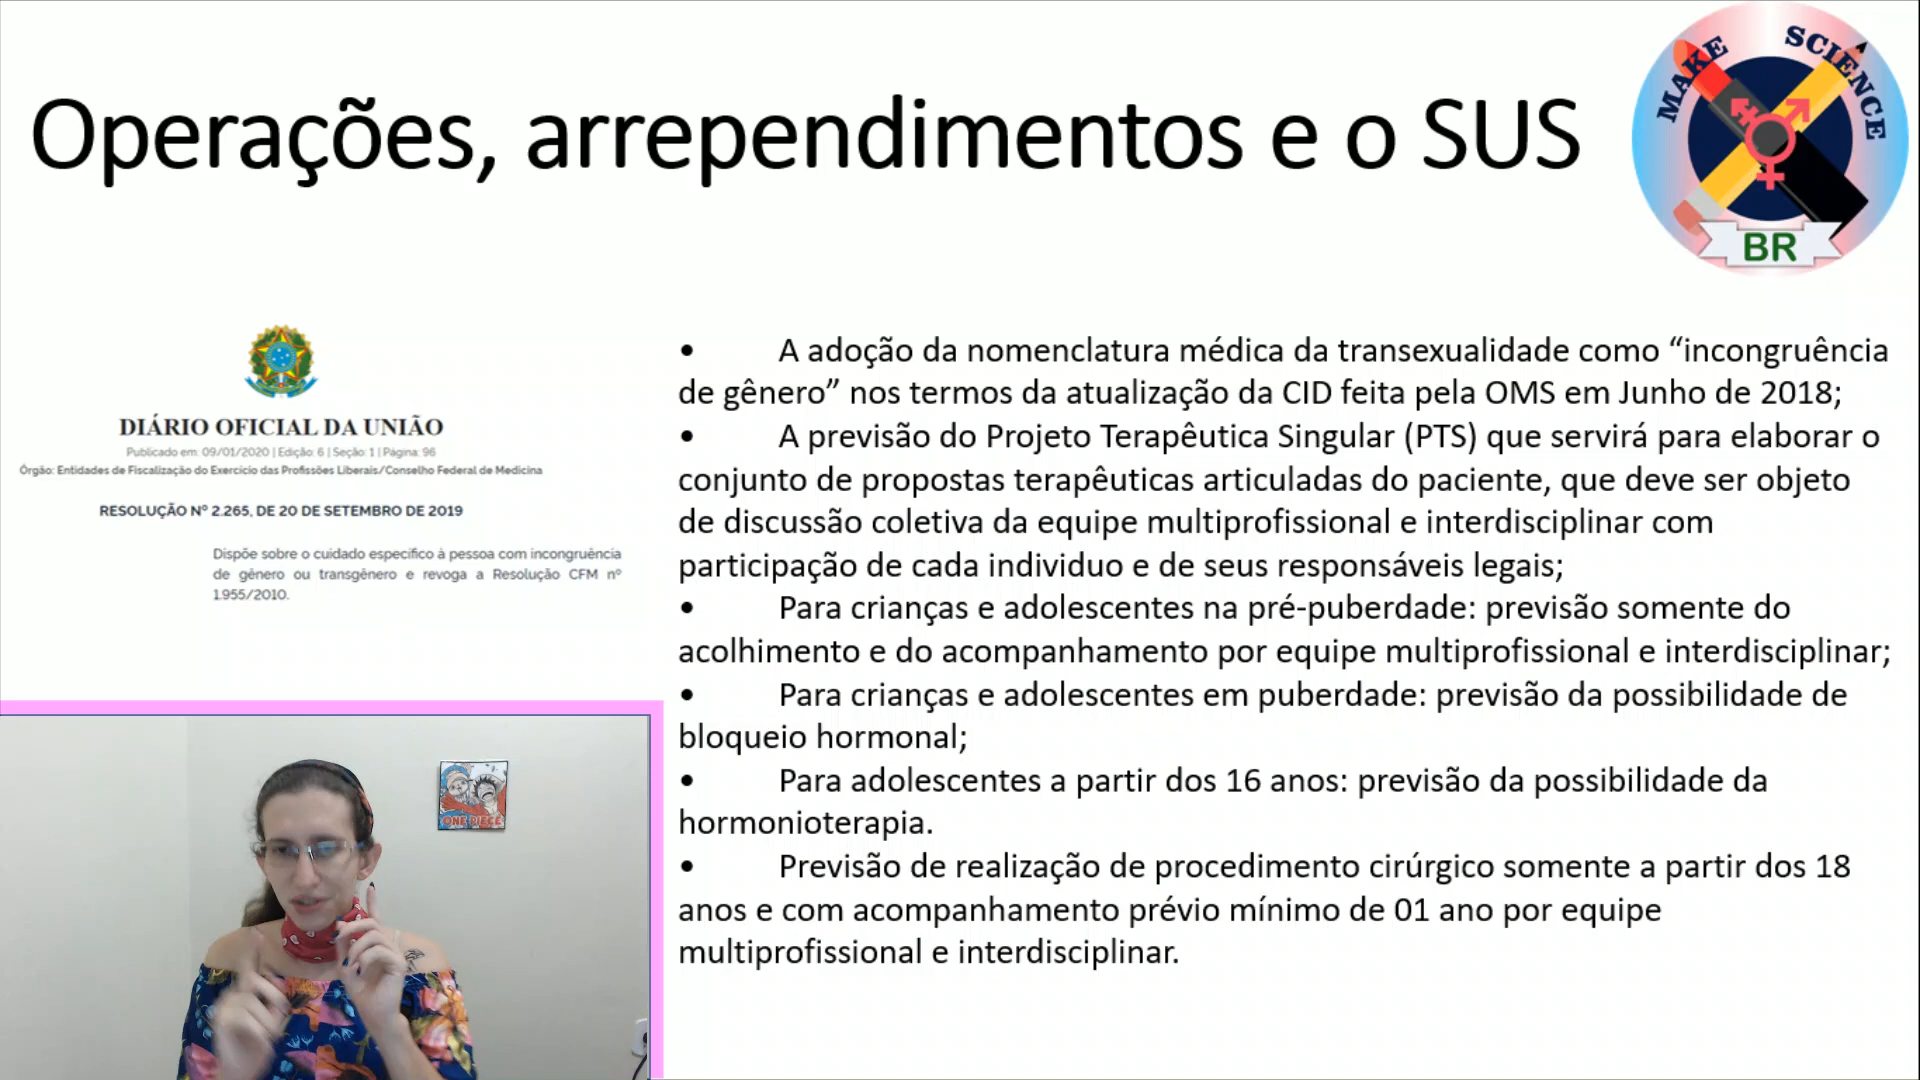 Operações, arrependimentos e o SUS
MAKE SCIENCE
BR
DIÁRIO OFICIAL DA UNIÃO
Publicado em: 09/01/2020 | Edição: 6 | Seção: 1 | Página: 96
Órgão: Entidades de Fiscalização do Exercício das Profissões Liberais/Conselho Federal de Medicina
RESOLUÇÃO Nº 2.265, DE 20 DE SETEMBRO DE 2019
Dispõe sobre o cuidado específico à pessoa com incongruência
de gênero ou transgênero e revoga a Resolução CFM nº
1.955/2010.
• A adoção da nomenclatura médica da transexualidade como “incongruência
de gênero” nos termos da atualização da CID feita pela OMS em Junho de 2018;
• A previsão do Projeto Terapêutica Singular (PTS) que servirá para elaborar o
conjunto de propostas terapêuticas articuladas do paciente, que deve ser objeto
de discussão coletiva da equipe multiprofissional e interdisciplinar com
participação de cada individuo e de seus responsáveis legais;
• Para crianças e adolescentes na pré-puberdade: previsão somente do
acolhimento e do acompanhamento por equipe multiprofissional e interdisciplinar;
• Para crianças e adolescentes em puberdade: previsão da possibilidade de
bloqueio hormonal;
• Para adolescentes a partir dos 16 anos: previsão da possibilidade da
hormonioterapia.
• Previsão de realização de procedimento cirúrgico somente a partir dos 18
anos e com acompanhamento prévio mínimo de 01 ano por equipe
multiprofissional e interdisciplinar.
ONE PIECE